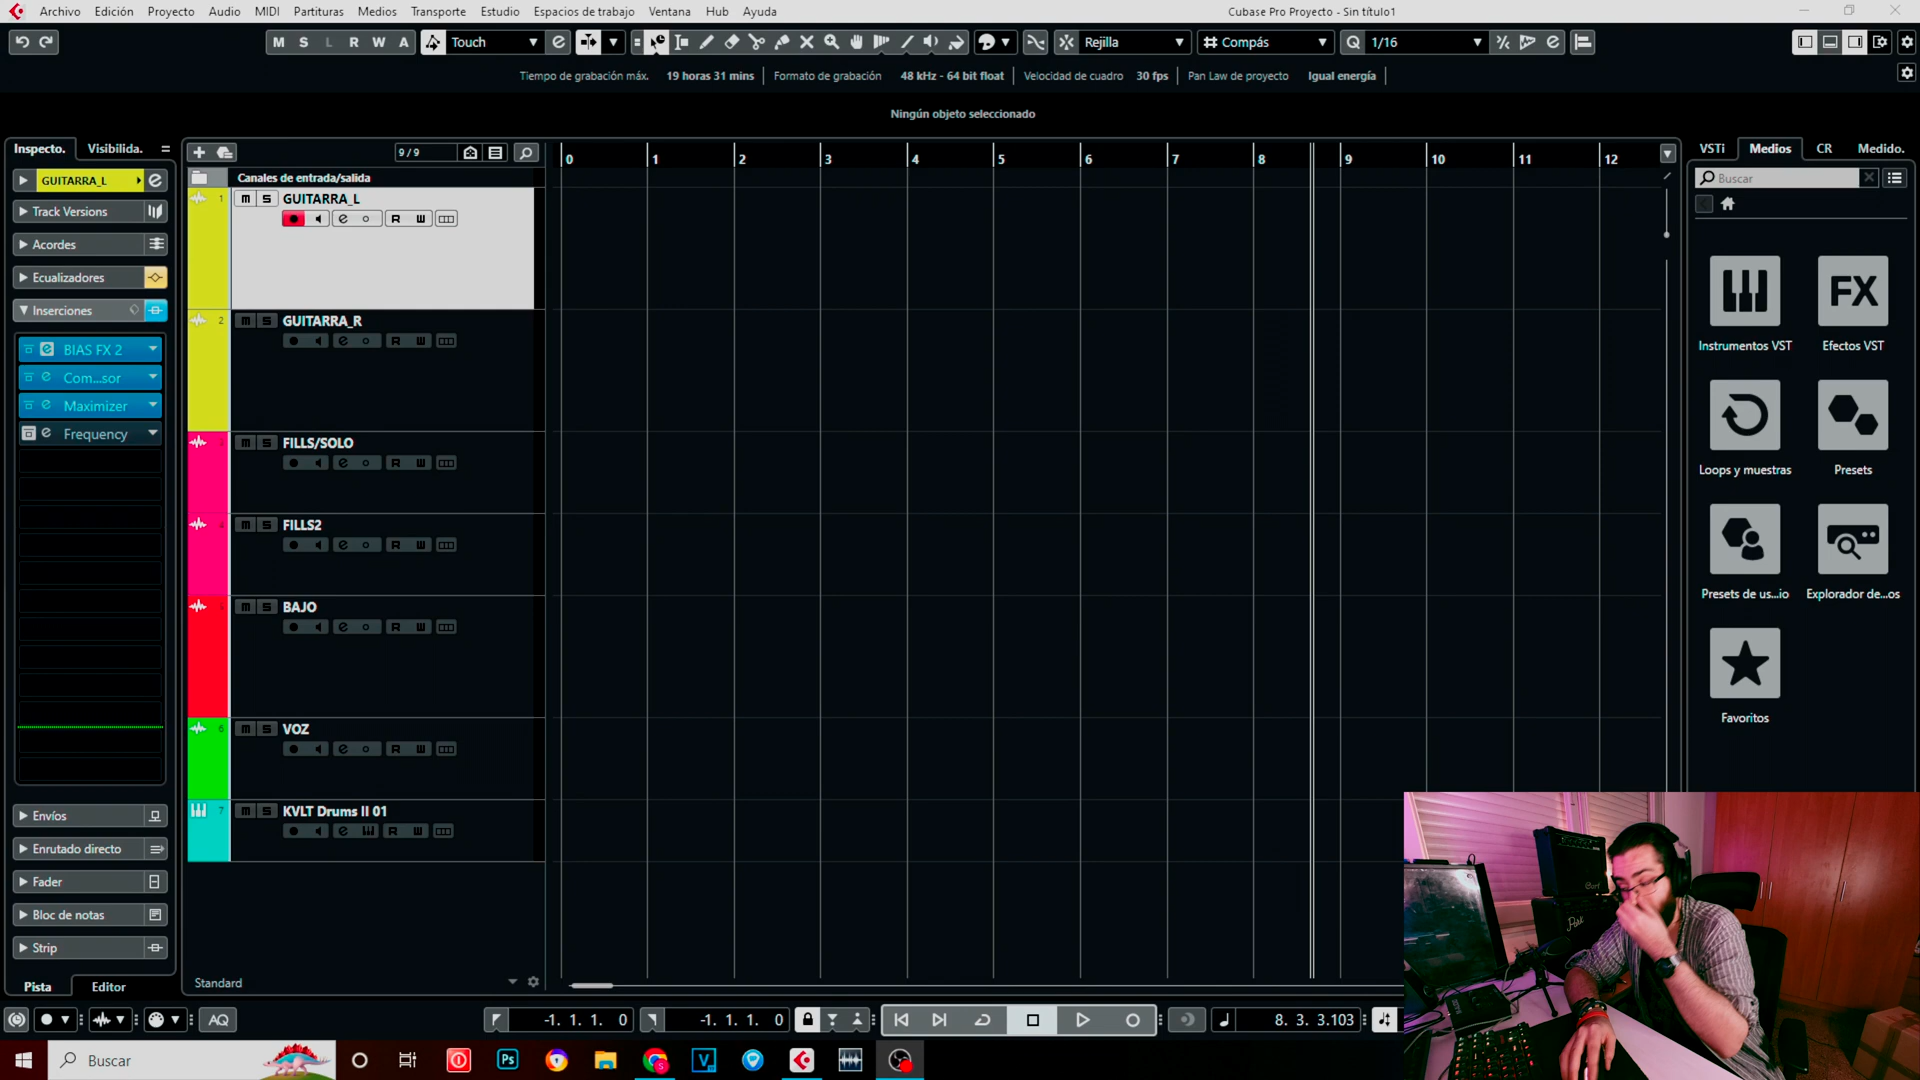 Archivo Edición Proyecto Audio MIDI Partituras Medios Transporte Estudio Espacios de trabajo Ventana Hub Ayuda
Cubase Pro Proyecto - Sin título1
M S L R W A Touch Rejilla Compás Q 1/16
Tiempo de grabación máx. 19 horas 31 mins Formato de grabación 48 kHz - 64 bit float Velocidad de cuadro 30 fps Pan Law de proyecto Igual energía
Ningún objeto seleccionado
Inspecto. Visibilida.
9/9
0 1 2 3 4 5 6 7 8 9 10 11 12
VSTi Medios CR Medido.
Buscar
Canales de entrada/salida
GUITARRA_L
Track Versions
Acordes
Ecualizadores
Inserciones
BIAS FX 2
Com...sor
Maximizer
Frequency
Envíos
Enrutado directo
Fader
Bloc de notas
Strip
Pista Editor
1 m S GUITARRA_L
R W
2 m S GUITARRA_R
R W
m S FILLS/SOLO
R W
4 m S FILLS2
R W
5 m S BAJO
R W
6 m S VOZ
R W
7 m S KVLT Drums II 01
R W
Standard
FX
Instrumentos VST Efectos VST
Loops y muestras Presets
Presets de us...io Explorador de...os
Favoritos
AQ
-1. 1. 1. 0
-1. 1. 1. 0
8. 3. 3.103
Buscar
Ps
V